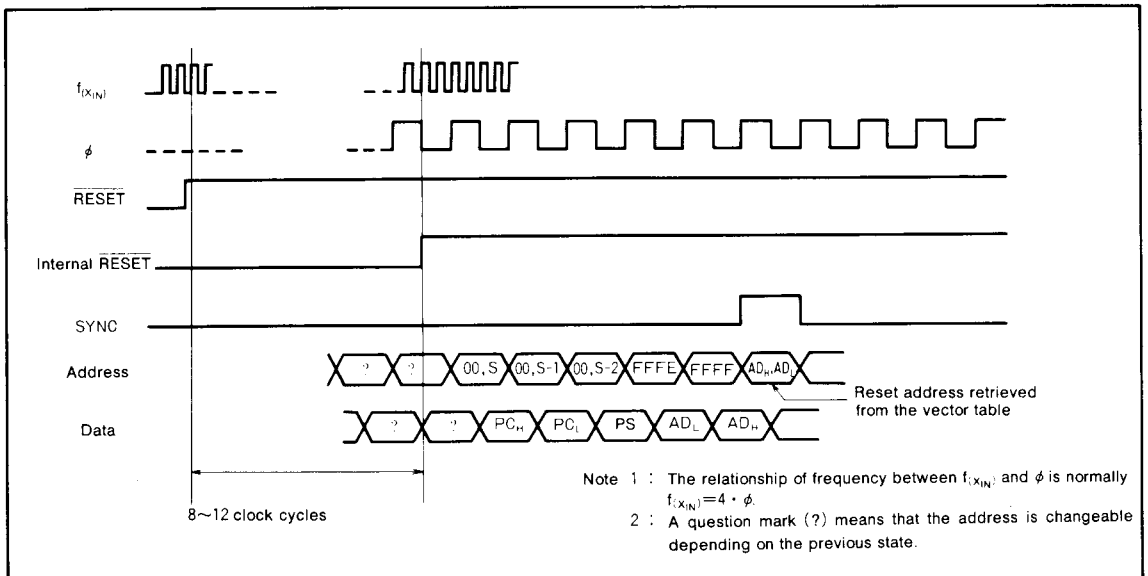 f(XIN)
φ
RESET
Internal RESET
SYNC
Address ? ? 00,S 00,S-1 00,S-2 FFFE FFFF ADH,ADL
Reset address retrieved
from the vector table
Data ? ? PCH PCL PS ADL ADH
8~12 clock cycles
Note 1 : The relationship of frequency between f(XIN) and φ is normally
f(XIN)=4・φ.
2 : A question mark (?) means that the address is changeable
depending on the previous state.